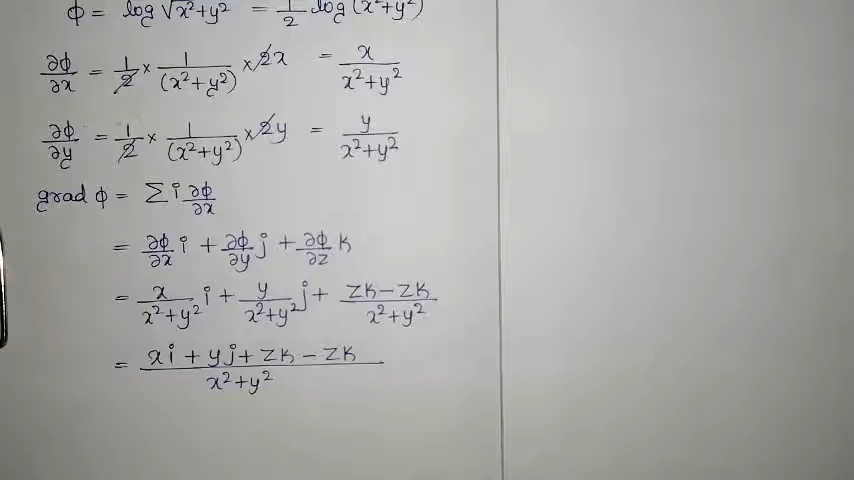 ϕ = log √x²+y² = 1/2 log (x²+y²)
∂ϕ/∂x = 1/2 × 1/(x²+y²) × 2x = x/x²+y²
∂ϕ/∂y = 1/2 × 1/(x²+y²) × 2y = y/x²+y²
grad ϕ = Σ i ∂ϕ/∂x
= ∂ϕ/∂x i + ∂ϕ/∂y j + ∂ϕ/∂z k
= x/x²+y² i + y/x²+y² j + zk−zk/x²+y²
= xi + yj + zk − zk/x²+y²